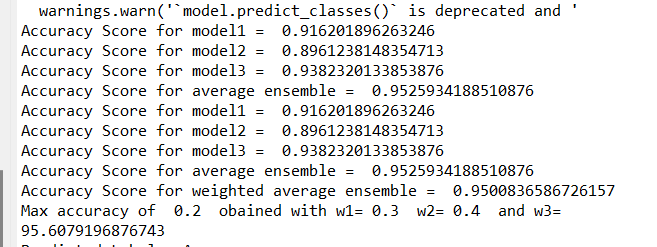 warnings.warn('`model.predict_classes()` is deprecated and '
Accuracy Score for model1 =  0.916201896263246
Accuracy Score for model2 =  0.8961238148354713
Accuracy Score for model3 =  0.9382320133853876
Accuracy Score for average ensemble =  0.9525934188510876
Accuracy Score for model1 =  0.916201896263246
Accuracy Score for model2 =  0.8961238148354713
Accuracy Score for model3 =  0.9382320133853876
Accuracy Score for average ensemble =  0.9525934188510876
Accuracy Score for weighted average ensemble =  0.9500836586726157
Max accuracy of  0.2  obained with w1= 0.3  w2= 0.4  and w3=
95.6079196876743